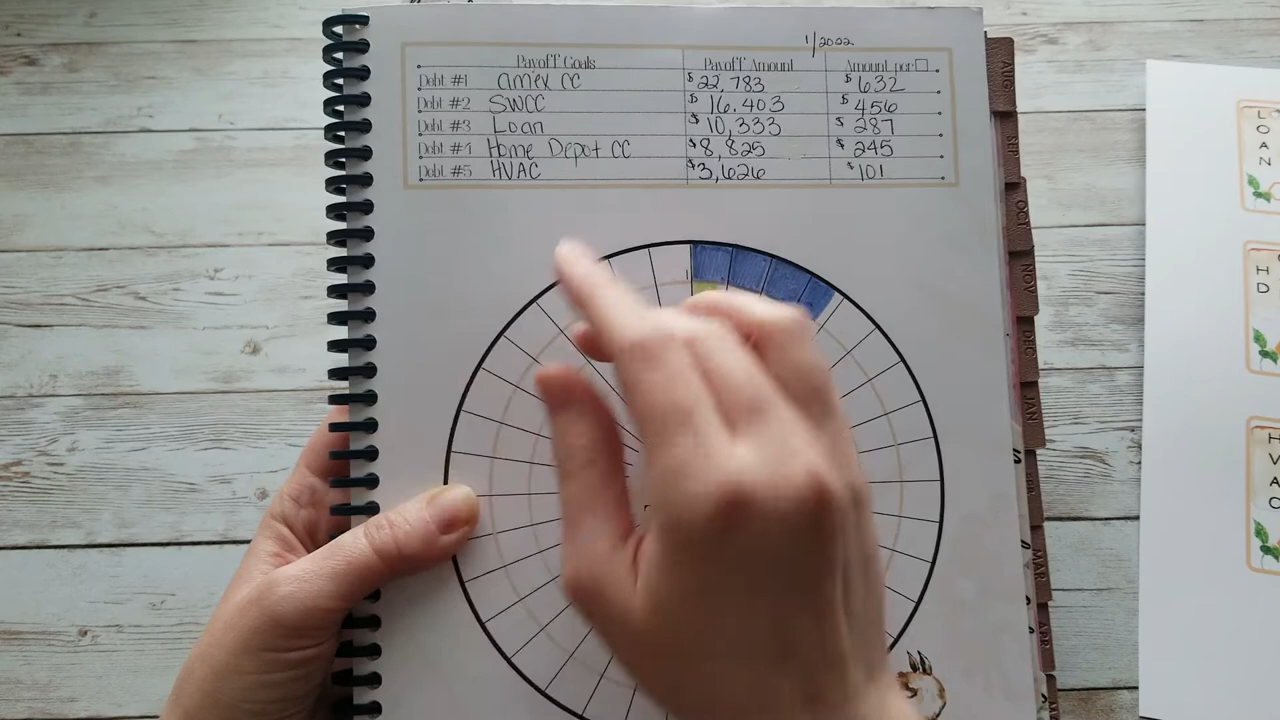 1/2022
Payoff Goals Payoff Amount Amount per □
Debt #1 amex CC $22,783 $632
Debt #2 SWCC $16,403 $456
Debt #3 Loan $10,333 $287
Debt #4 Home Depot CC $8,825 $245
Debt #5 HVAC $3,626 $101
AUG
SEP
OCT
NOV
DEC
JAN
MAR
APR
LOAN
HD
HVAC